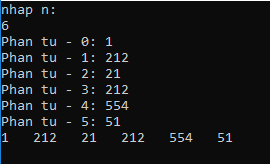 nhap n:
6
Phan tu - 0: 1
Phan tu - 1: 212
Phan tu - 2: 21
Phan tu - 3: 212
Phan tu - 4: 554
Phan tu - 5: 51
1   212   21   212   554   51